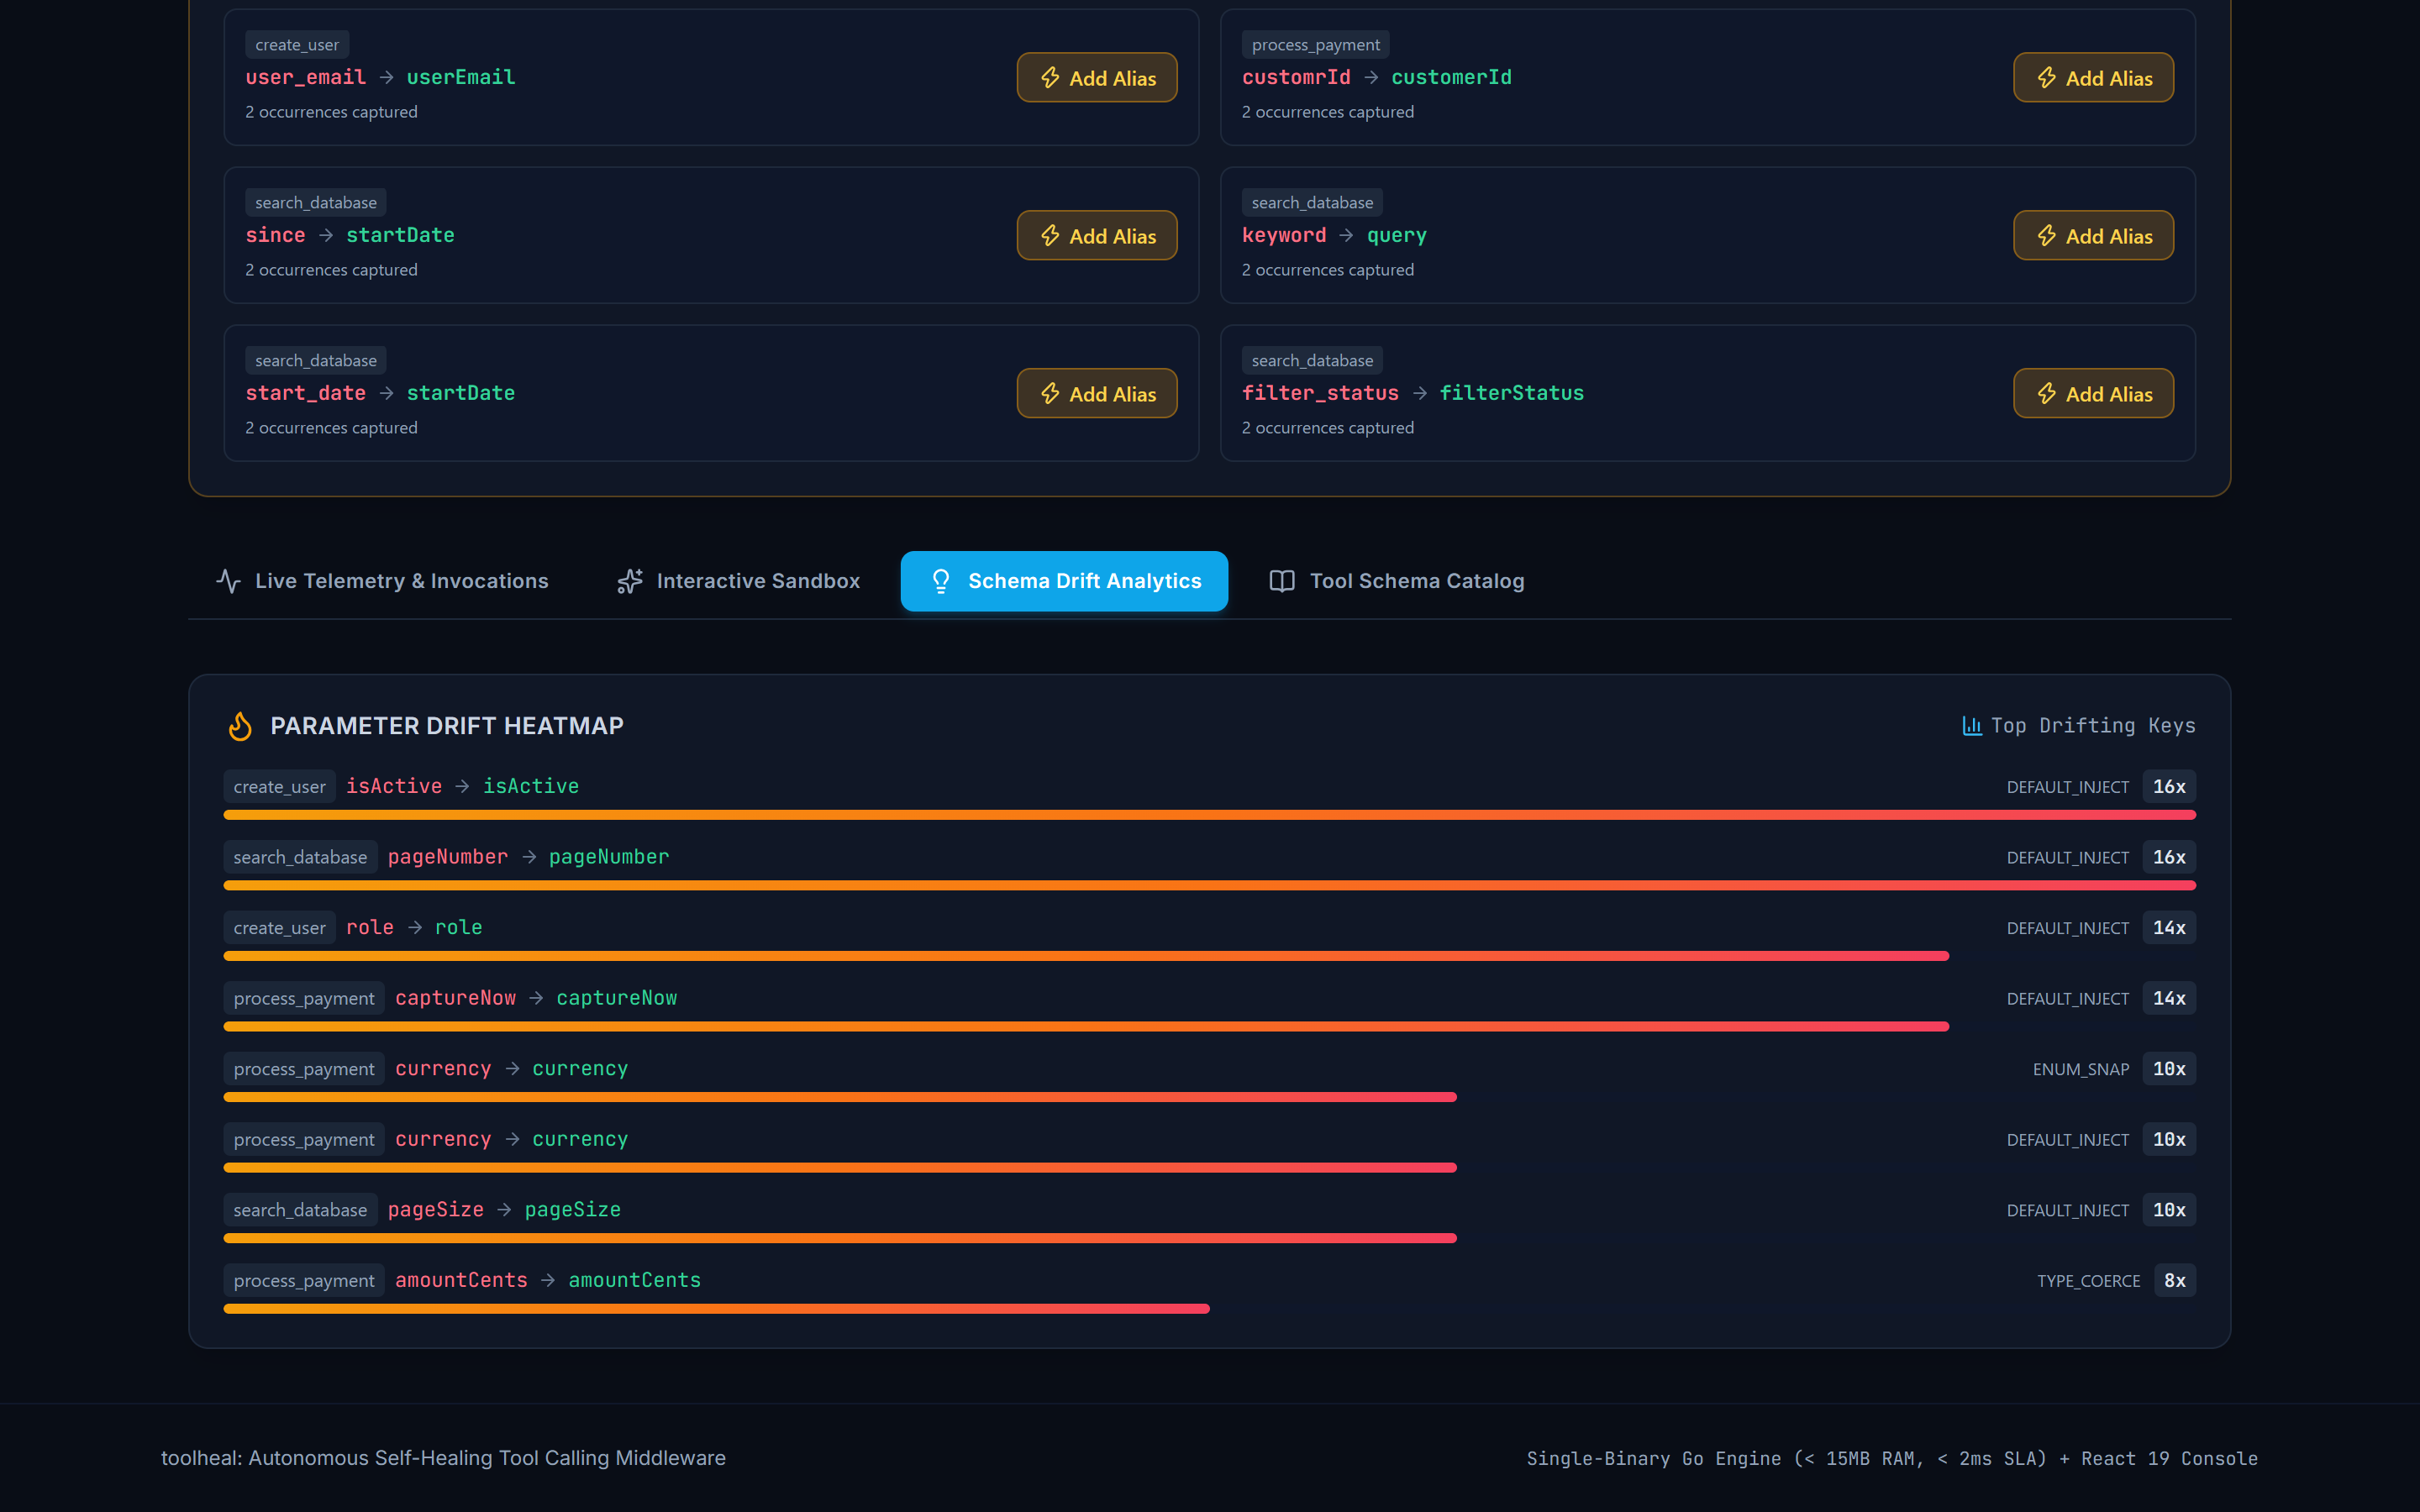 create_user
user_email → userEmail
2 occurrences captured
Add Alias
process_payment
customrId → customerId
2 occurrences captured
Add Alias
search_database
since → startDate
2 occurrences captured
Add Alias
search_database
keyword → query
2 occurrences captured
Add Alias
search_database
start_date → startDate
2 occurrences captured
Add Alias
search_database
filter_status → filterStatus
2 occurrences captured
Add Alias
Live Telemetry & Invocations
Interactive Sandbox
Schema Drift Analytics
Tool Schema Catalog
PARAMETER DRIFT HEATMAP
Top Drifting Keys
create_user isActive → isActive DEFAULT_INJECT 16x
search_database pageNumber → pageNumber DEFAULT_INJECT 16x
create_user role → role DEFAULT_INJECT 14x
process_payment captureNow → captureNow DEFAULT_INJECT 14x
process_payment currency → currency ENUM_SNAP 10x
process_payment currency → currency DEFAULT_INJECT 10x
search_database pageSize → pageSize DEFAULT_INJECT 10x
process_payment amountCents → amountCents TYPE_COERCE 8x
toolheal: Autonomous Self-Healing Tool Calling Middleware
Single-Binary Go Engine (< 15MB RAM, < 2ms SLA) + React 19 Console